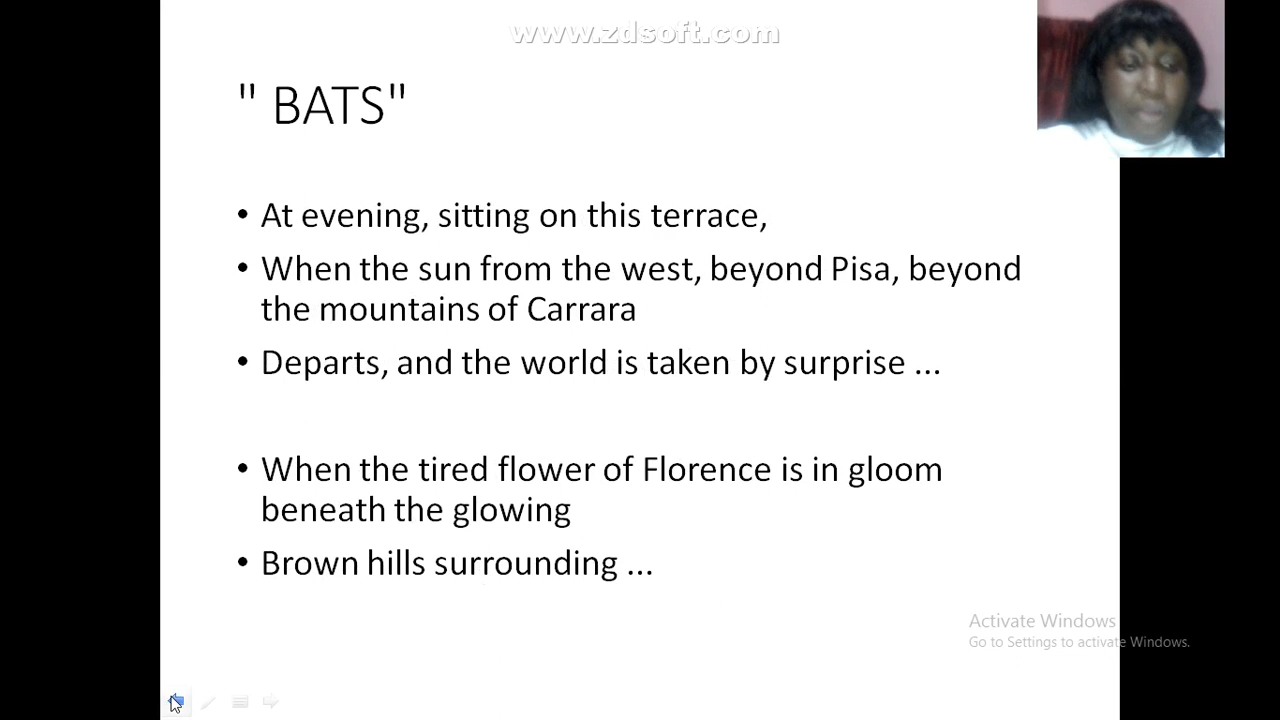 www.zdsoft.com
" BATS"
• At evening, sitting on this terrace,
• When the sun from the west, beyond Pisa, beyond
the mountains of Carrara
• Departs, and the world is taken by surprise ...
• When the tired flower of Florence is in gloom
beneath the glowing
• Brown hills surrounding ...
Activate Windows
Go to Settings to activate Windows.